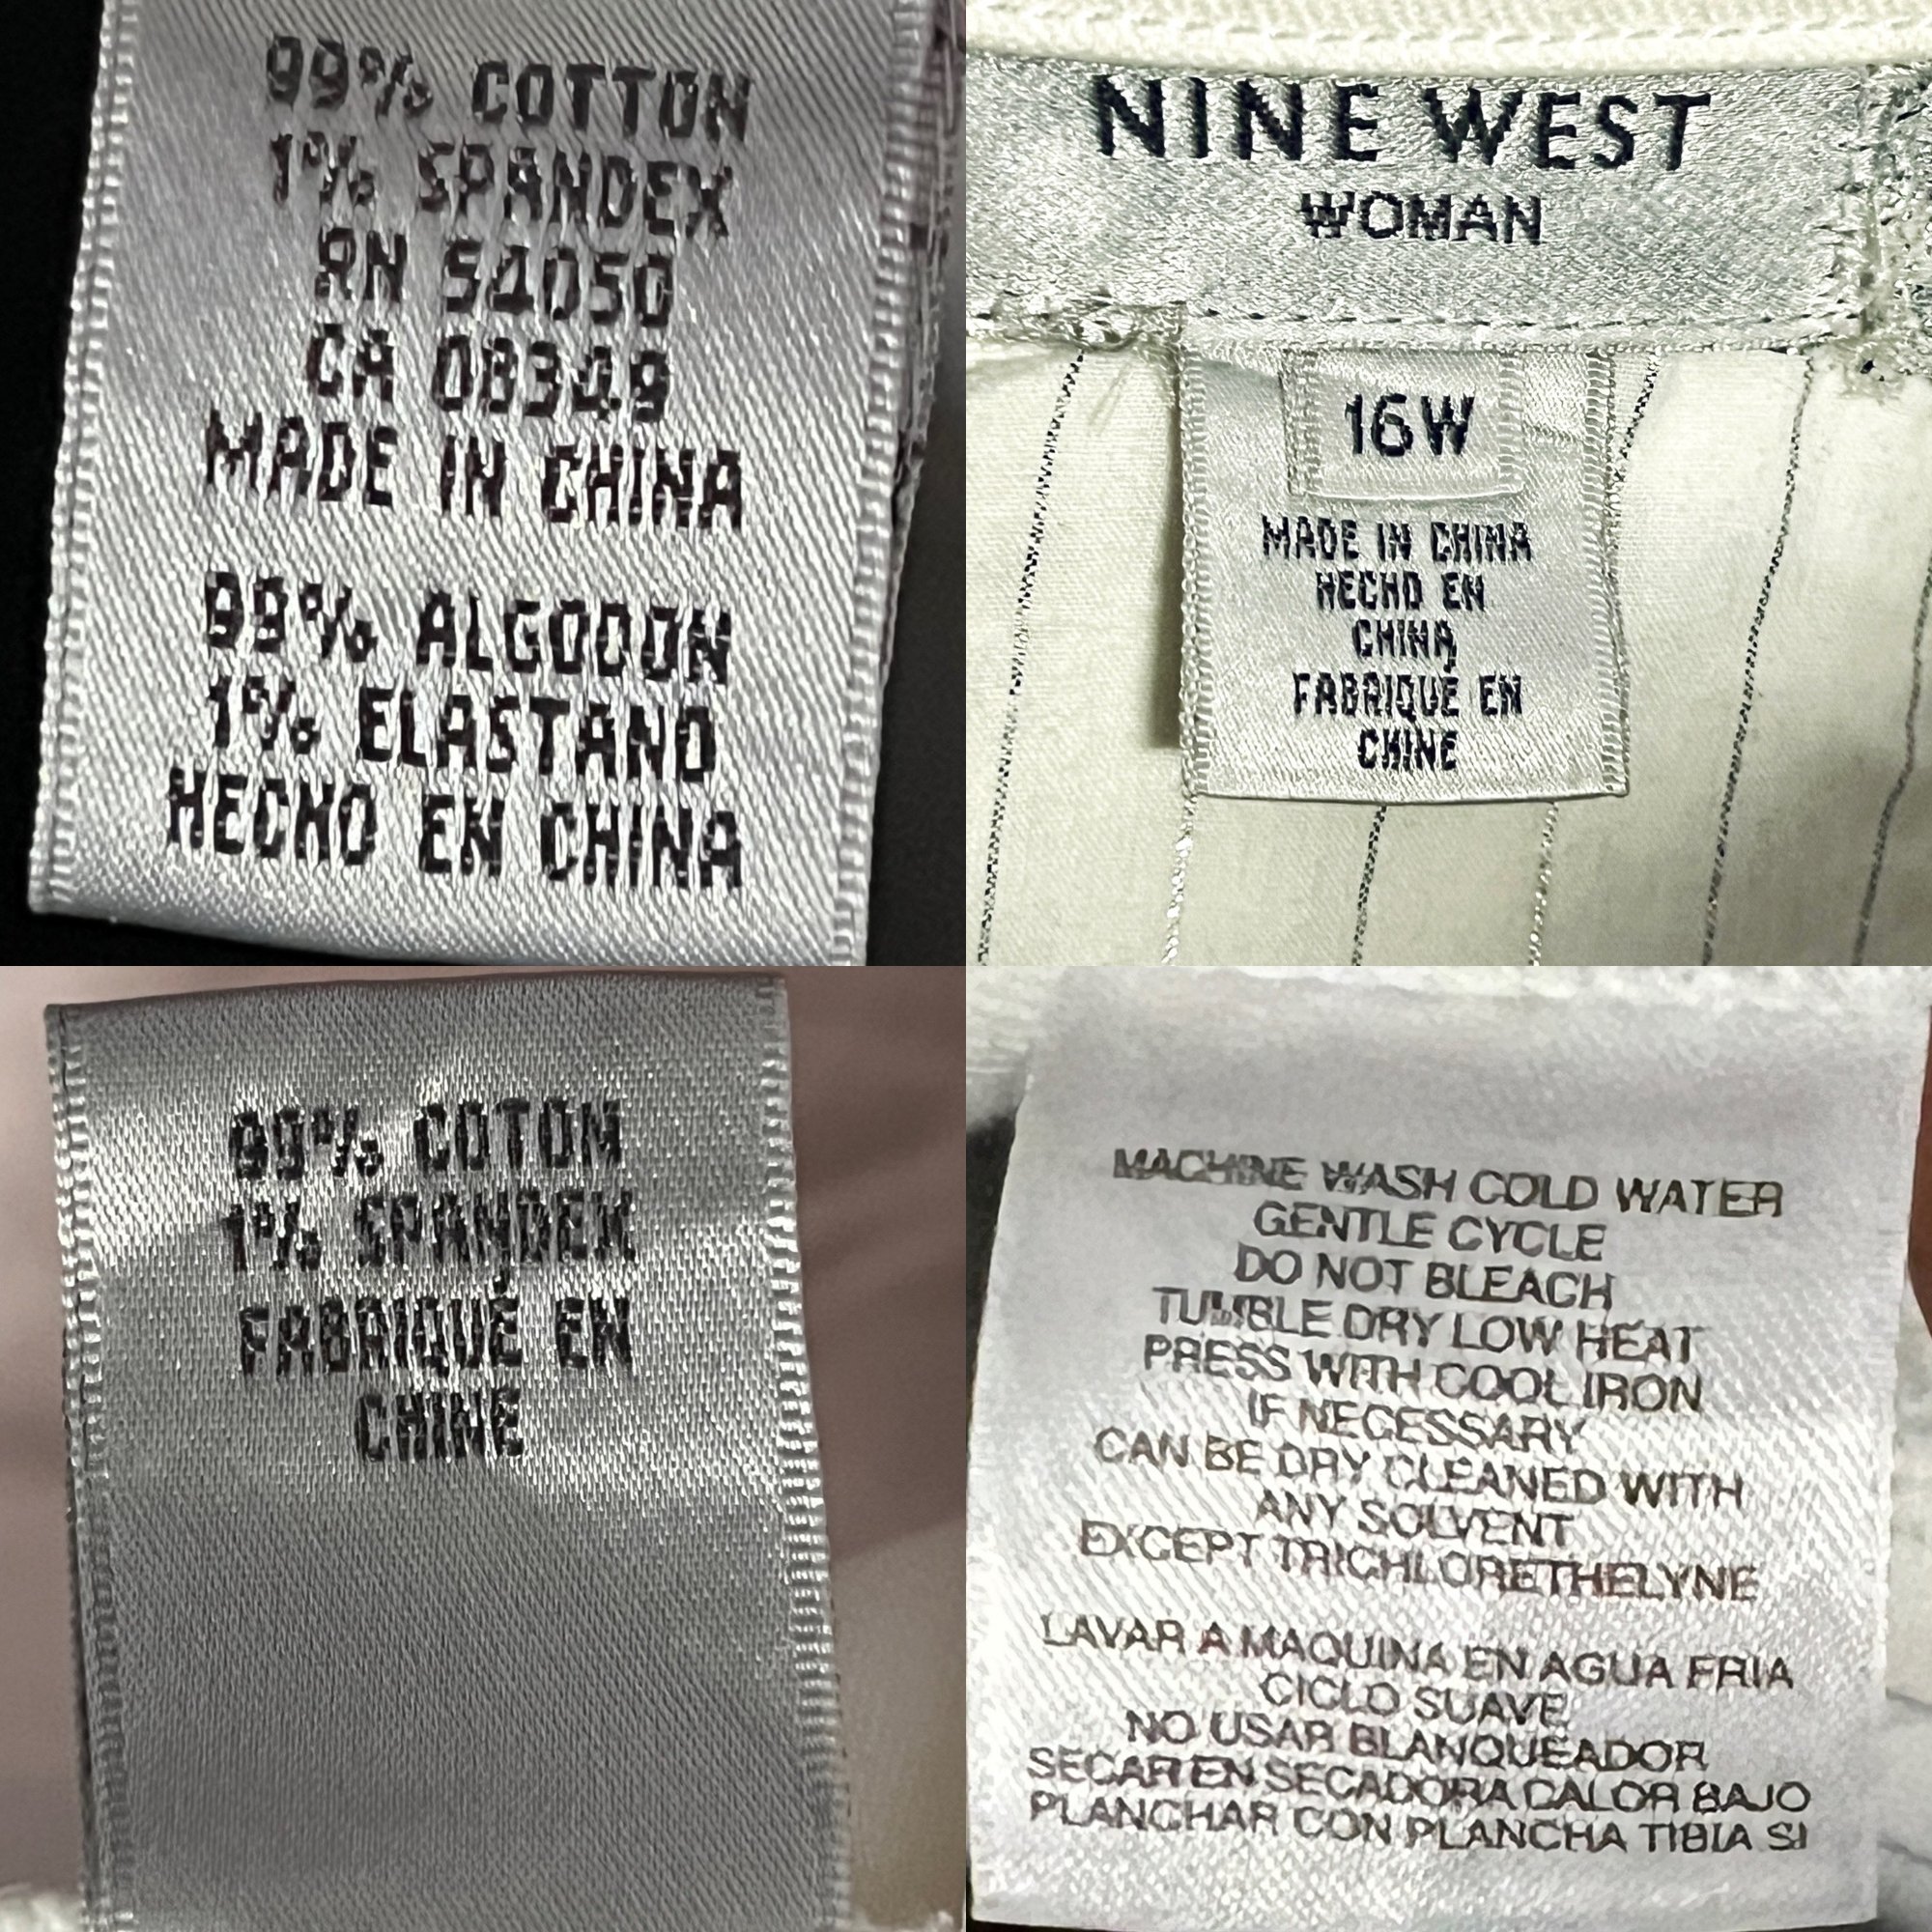 99% COTTON
1% SPANDEX
RN 54050
CA 08349
MADE IN CHINA
99% ALGODON
1% ELASTANO
HECHO EN CHINA
NINE WEST
WOMAN
16W
MADE IN CHINA
HECHO EN
CHINA
FABRIQUÉ EN
CHINE
99% COTON
1% SPANDEX
FABRIQUÉ EN
CHINE
MACHINE WASH COLD WATER
GENTLE CYCLE
DO NOT BLEACH
TUMBLE DRY LOW HEAT
PRESS WITH COOL IRON
IF NECESSARY
CAN BE DRY CLEANED WITH
ANY SOLVENT
EXCEPT TRICHLORETHELYNE
LAVAR A MAQUINA EN AGUA FRIA
CICLO SUAVE
NO USAR BLANQUEADOR
SECAR EN SECADORA CALOR BAJO
PLANCHAR CON PLANCHA TIBIA SI